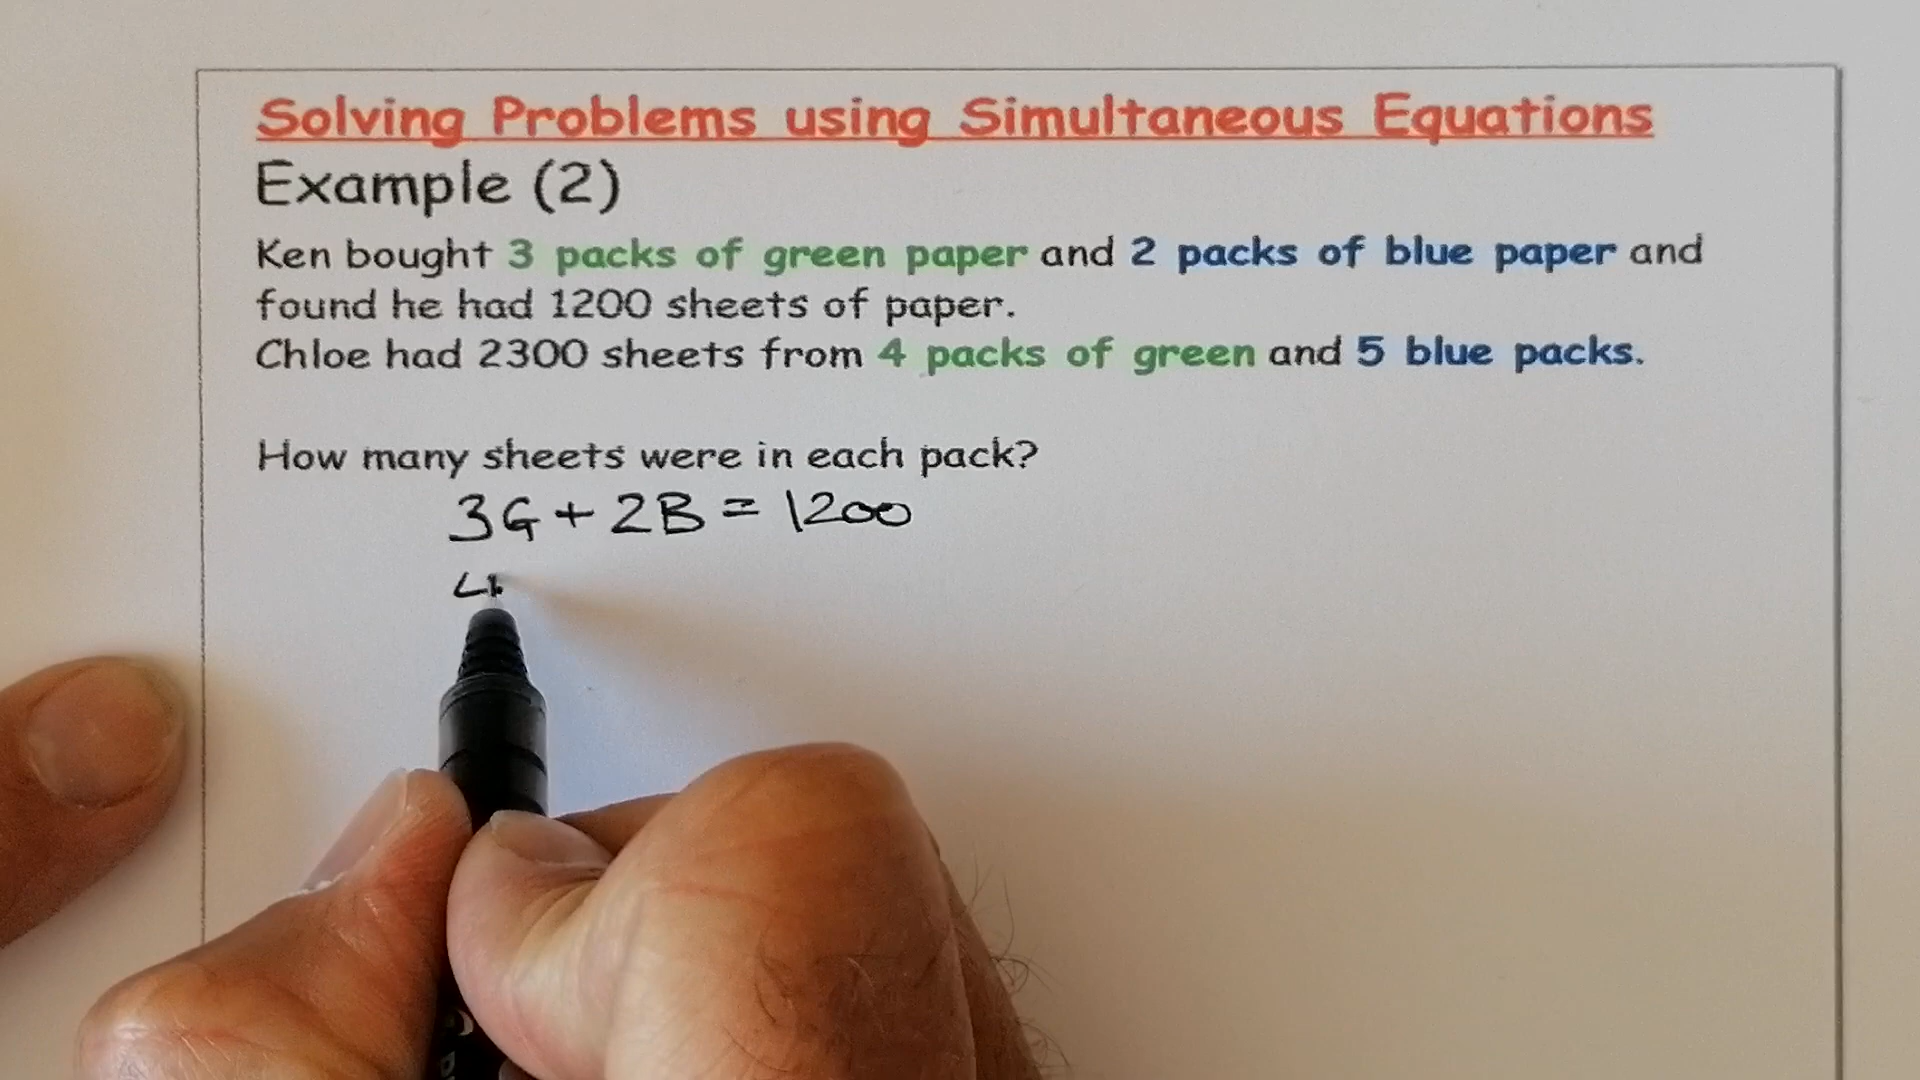 Solving Problems using Simultaneous Equations
Example (2)
Ken bought 3 packs of green paper and 2 packs of blue paper and
found he had 1200 sheets of paper.
Chloe had 2300 sheets from 4 packs of green and 5 blue packs.
How many sheets were in each pack?
3G + 2B = 1200
4